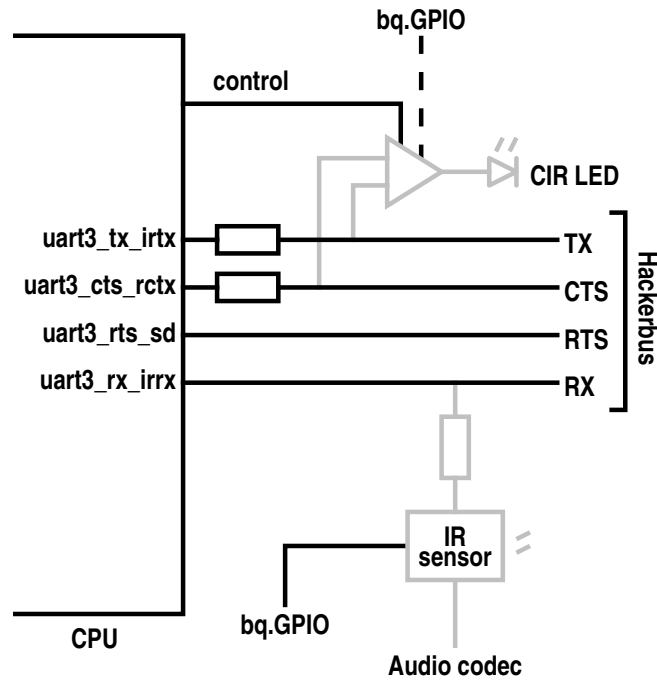 bq.GPIO
control
CIR LED
uart3_tx_irtx
TX
uart3_cts_rctx
CTS
uart3_rts_sd
RTS
uart3_rx_irrx
RX
Hackerbus
IR
sensor
bq.GPIO
CPU
Audio codec